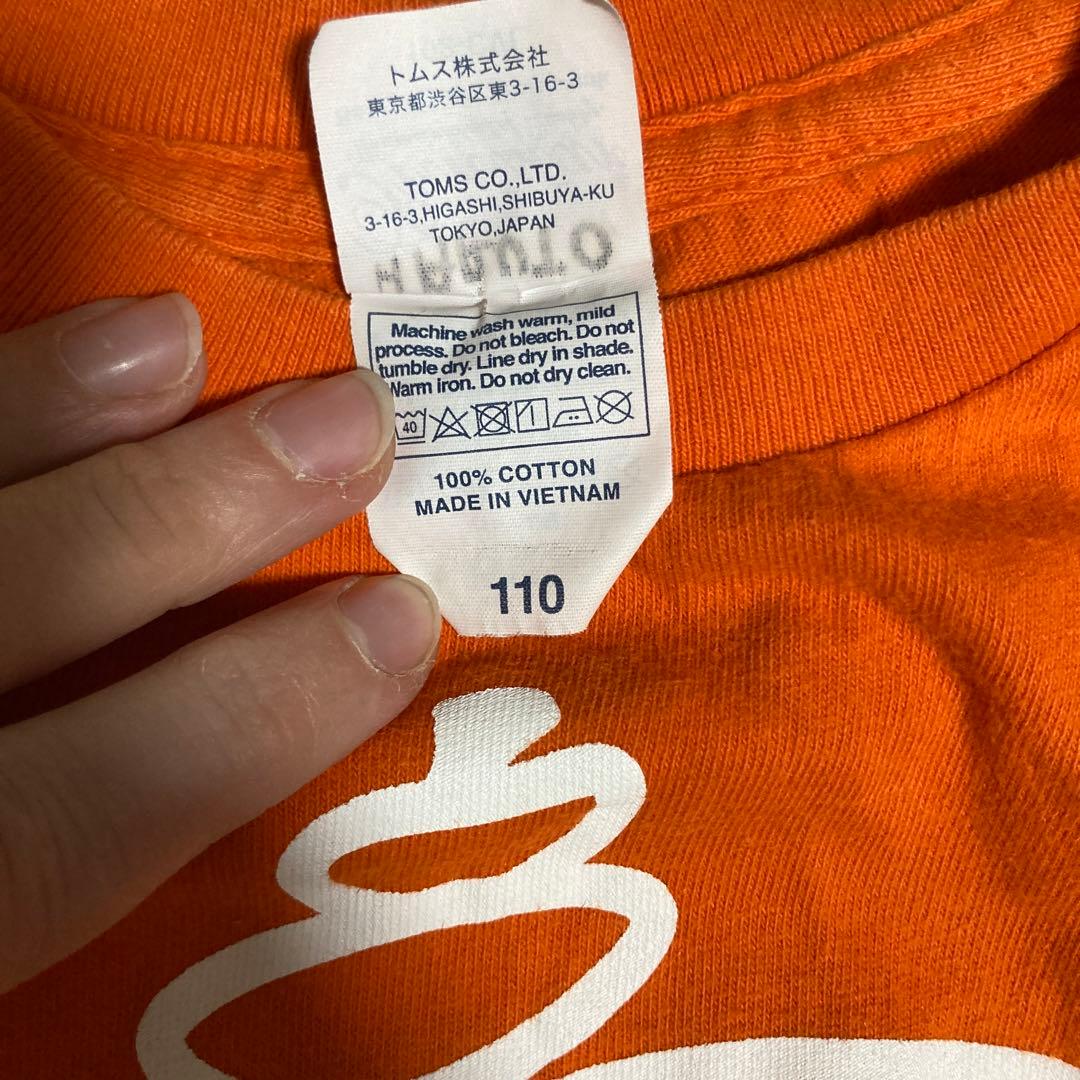 トムス株式会社
東京都渋谷区東3-16-3
TOMS CO.,LTD.
3-16-3,HIGASHI,SHIBUYA-KU
TOKYO,JAPAN
Machine wash warm, mild
process. Do not bleach. Do not
tumble dry. Line dry in shade.
Warm iron. Do not dry clean.
40
100% COTTON
MADE IN VIETNAM
110